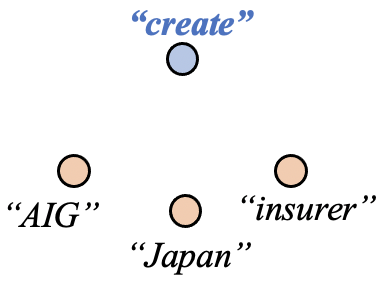 “create”
“AIG”
“insurer”
“Japan”